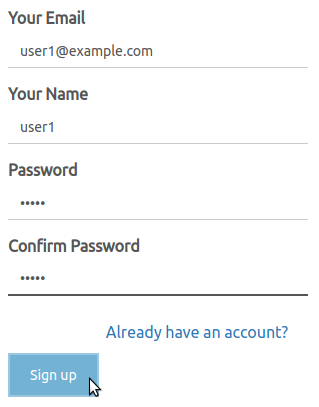 Your Email
user1@example.com
Your Name
user1
Password
•••••
Confirm Password
•••••
Already have an account?
Sign up